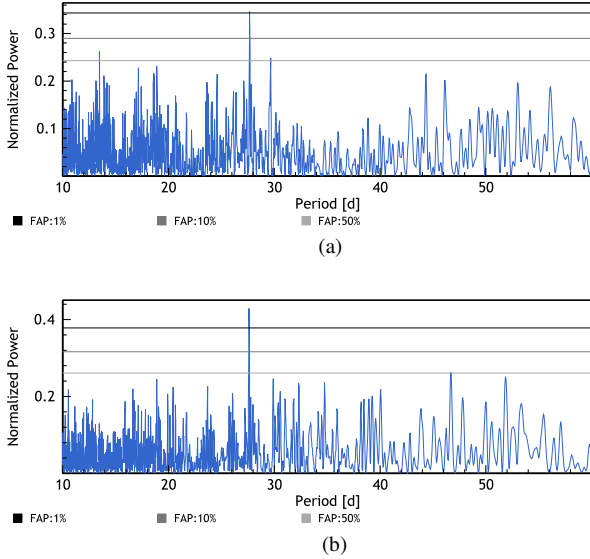 Normalized Power
0.3
0.2
0.1
10 20 30 40 50
Period [d]
FAP:1% FAP:10% FAP:50%
(a)
Normalized Power
0.4
0.2
10 20 30 40 50
Period [d]
FAP:1% FAP:10% FAP:50%
(b)